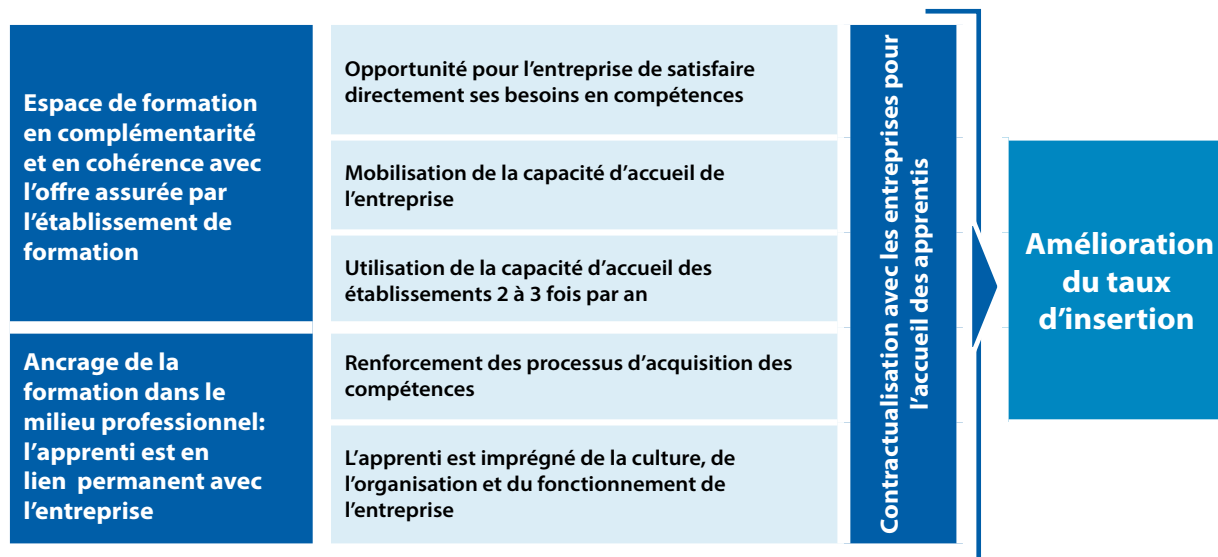 Espace de formation
en complémentarité
et en cohérence avec
l'offre assurée par
l'établissement de
formation
Opportunité pour l'entreprise de satisfaire
directement ses besoins en compétences
Mobilisation de la capacité d'accueil de
l'entreprise
Utilisation de la capacité d'accueil des
établissements 2 à 3 fois par an
Ancrage de la
formation dans le
milieu professionnel:
l'apprenti est en
lien permanent avec
l'entreprise
Renforcement des processus d'acquisition des
compétences
L'apprenti est imprégné de la culture, de
l'organisation et du fonctionnement de
l'entreprise
Contractualisation avec les entreprises pour
l'accueil des apprentis
Amélioration
du taux
d'insertion